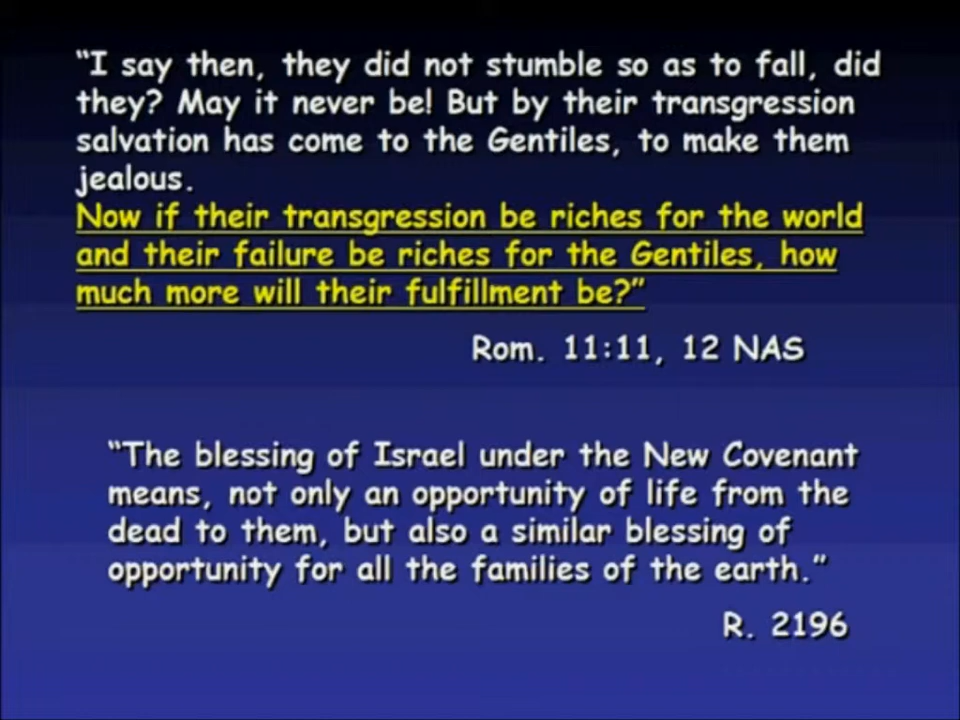 “I say then, they did not stumble so as to fall, did
they? May it never be! But by their transgression
salvation has come to the Gentiles, to make them
jealous.
Now if their transgression be riches for the world
and their failure be riches for the Gentiles, how
much more will their fulfillment be?”
Rom. 11:11, 12 NAS
“The blessing of Israel under the New Covenant
means, not only an opportunity of life from the
dead to them, but also a similar blessing of
opportunity for all the families of the earth.”
R. 2196